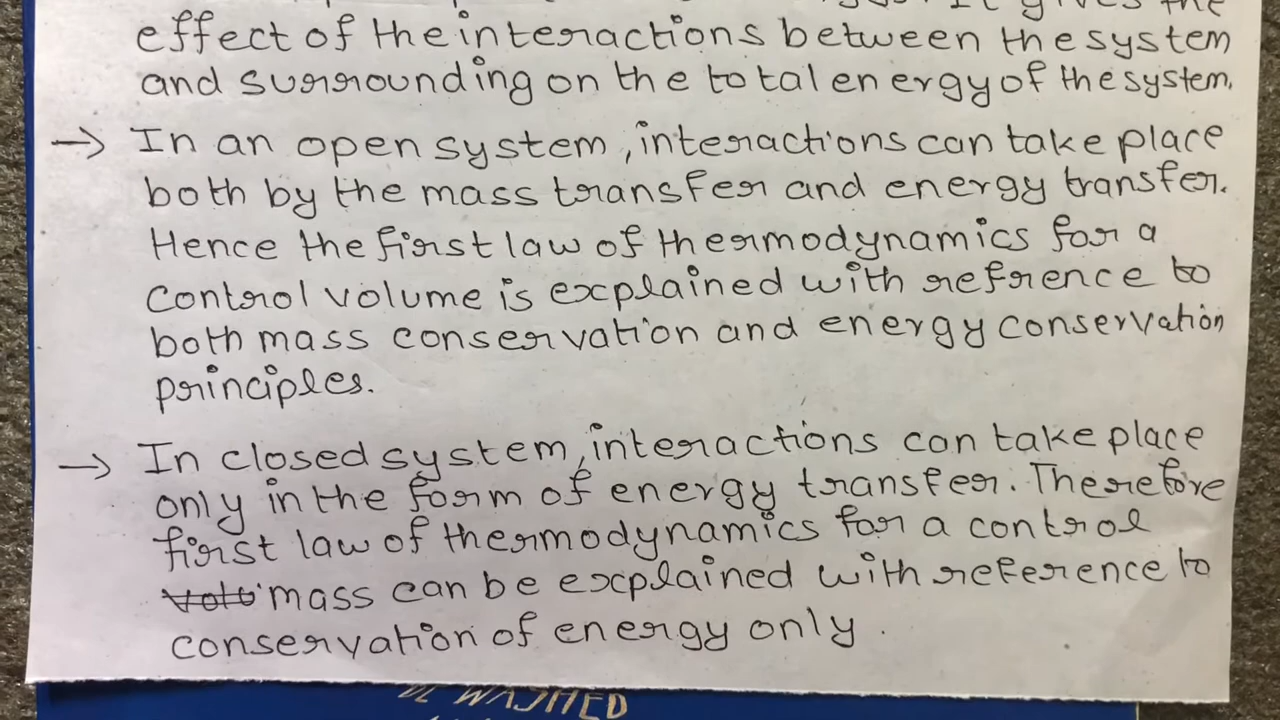 It gives the
effect of the interactions between the system
and surrounding on the total energy of the system.
→ In an open system, interactions can take place
both by the mass transfer and energy transfer.
Hence the first law of thermodynamics for a
control volume is explained with refrence to
both mass conservation and energy conservation
principles.
→ In closed system, interactions can take place
only in the form of energy transfer. Therefore
first law of thermodynamics for a control
mass can be explained with reference to
conservation of energy only.
WASHED